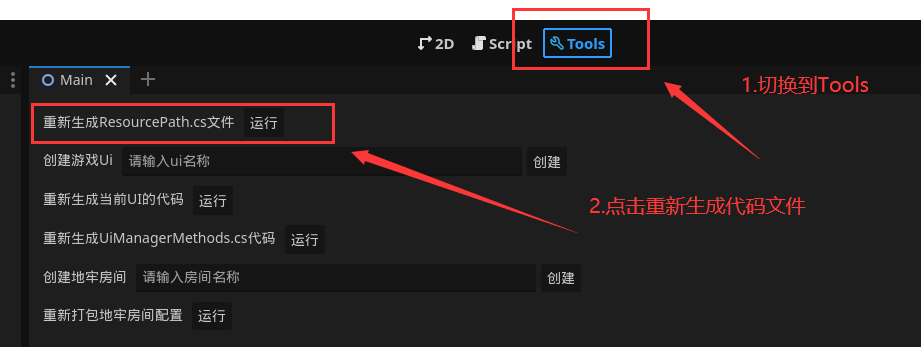 2D Script Tools
Main
1.切换到Tools
重新生成ResourcePath.cs文件 运行
创建游戏Ui 请输入ui名称 创建
重新生成当前UI的代码 运行
2.点击重新生成代码文件
重新生成UiManagerMethods.cs代码 运行
创建地牢房间 请输入房间名称 创建
重新打包地牢房间配置 运行